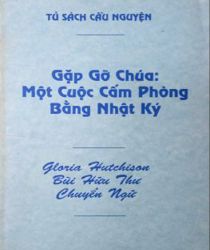 TỦ SÁCH CẦU NGUYỆN
Gặp Gỡ Chúa:
Một Cuộc Cấm Phòng
Bằng Nhật Ký
Gloria Hutchison
Bùi Hữu Thư
Chuyển Ngữ